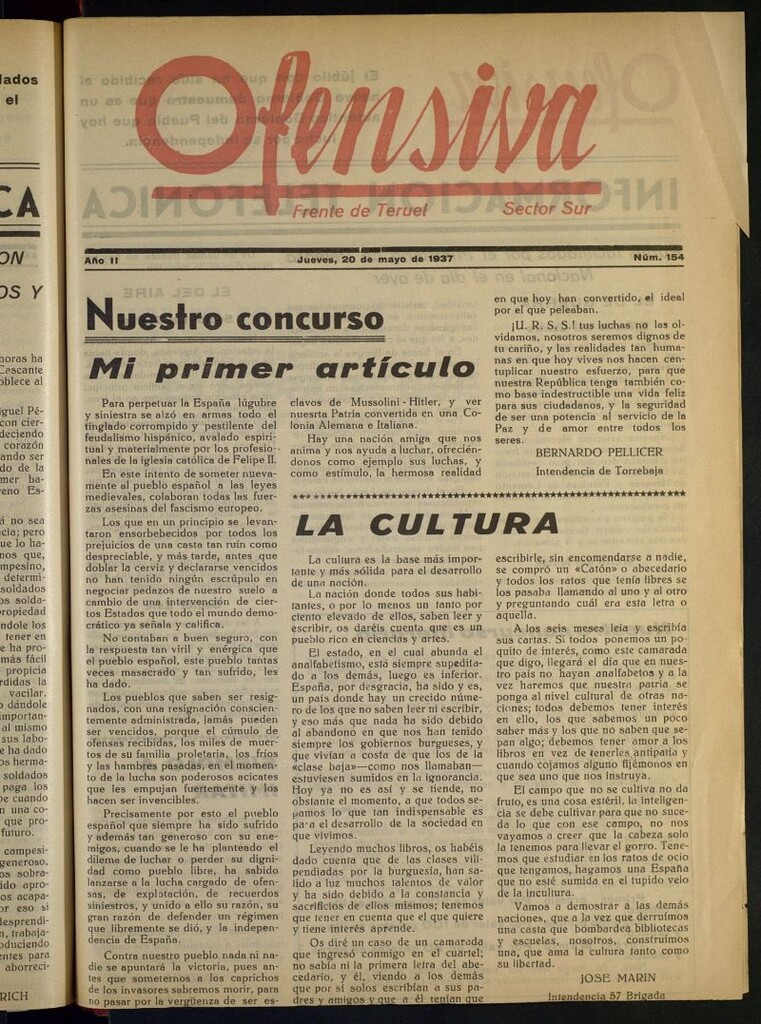 Ofensiva
Frente de Teruel Sector Sur
Año II Jueves, 20 de mayo de 1937 Núm. 154
Nuestro concurso
Mi primer artículo
Para perpetuar la España lúgubre
y siniestra se alzó en armas todo el
tinglado corrompido y pestilente del
feudalismo hispánico, avalado espiri-
tual y materialmente por los profesio-
nales de la iglesia católica de Felipe II.
En este intento de someter nueva-
mente al pueblo español a las leyes
medievales, colaboran todas las fuer-
zas asesinas del fascismo europeo.
Los que en un principio se levan-
taron ensorbebecidos por todos los
prejuicios de una casta tan ruín como
despreciable, y más tarde, antes que
doblar la cerviz y declararse vencidos
no han tenido ningún escrúpulo en
negociar pedazos de nuestro suelo a
cambio de una intervención de cier-
tos Estados que todo el mundo demo-
crático ya señala y califica.
No contaban a buen seguro, con
la respuesta tan viril y enérgica que
el pueblo español, este pueblo tantas
veces masacrado y tan sufrido, les
ha dado.
Los pueblos que saben ser resig-
nados, con una resignación conscien-
temente administrada, jamás pueden
ser vencidos, porque el cúmulo de
ofensas recibidas, los miles de muer-
tos de su familia proletaria, los fríos
y las hambres pasadas, en el momen-
to de la lucha son poderosos acicates
que les empujan fuertemente y los
hacen ser invencibles.
Precisamente por esto el pueblo
español que siempre ha sido sufrido
y además tan generoso con su ene-
migos, cuando se le ha planteado el
dilema de luchar o perder su dignidad
como pueblo libre, ha sabido
lanzarse a la lucha cargado de ofen-
sas, de explotación, de recuerdos
siniestros, y unido a ello su razón, su
gran razón de defender un régimen
que libremente se dió, y la indepen-
dencia de España.
Contra nuestro pueblo nada ni na-
die se apuntará la victoria, pues an-
tes que someternos a los caprichos
de los invasores sabremos morir, para
no pasar por la vergüenza de ser es-
clavos de Mussolini - Hitler, y ver
nuesrta Patria convertida en una Co-
lonia Alemana e Italiana.
Hay una nación amiga que nos
anima y nos ayuda a luchar, ofrecién-
donos como ejemplo sus luchas, y
como estímulo, la hermosa realidad
en que hoy han convertido, el ideal
por el que peleaban.
¡U. R. S. S.! tus luchas no las ol-
vidamos, nosotros seremos dignos de
tu cariño, y las realidades tan huma-
nas en que hoy vives nos hacen cen-
tuplicar nuestro esfuerzo, para que
nuestra República tenga también co-
mo base indestructible una vida feliz
para sus ciudadanos, y la seguridad
de ser una potencia al servicio de la
Paz y de amor entre todos los
seres.
BERNARDO PELLICER
Intendencia de Torrebaja
LA CULTURA
La cultura es la base más impor-
tante y más sólida para el desarrollo
de una nación.
La nación donde todos sus habi-
tantes, o por lo menos un tanto por
ciento elevado de ellos, saben leer y
escribir, os daréis cuenta que es un
pueblo rico en ciencias y artes.
El estado, en el cual abunda el
analfabetismo, está siempre supedita-
do a los demás, luego es inferior.
España, por desgracia, ha sido y es,
un país donde hay un crecido núme-
ro de los que no saben leer ni escribir,
y eso más que nada ha sido debido
al abandono en que nos han tenido
siempre los gobiernos burgueses, y
que vivían a costa de que los de la
«clase baja»—como nos llamaban—
estuviesen sumidos en la ignorancia.
Hoy ya no es así y se tiende, no
obstante el momento, a que todos se-
pamos lo que tan indispensable es
para el desarrollo de la sociedad en
que vivimos.
Leyendo muchos libros, os habéis
dado cuenta que de las clases vili-
pendiadas por la burguesía, han sa-
lido a luz muchos talentos de valor
y ha sido debido a la constancia y
sacrificios de ellos mismos; tenemos
que tener en cuenta que el que quiere
y tiene interés aprende.
Os diré un caso de un camarada
que ingresó conmigo en el cuartel;
no sabía ni la primera letra del abe-
cedario, y él, viendo a los demás
que por sí solos escribían a sus pa-
dres y amigos y que a él tenían que
escribirle, sin encomendarse a nadie,
se compró un «Catón» o abecedario
y todos los ratos que tenía libres se
los pasaba llamando al uno y al otro
y preguntando cuál era esta letra o
aquella.
A los seis meses leía y escribía
sus cartas. Si todos ponemos un po-
quito de interés, como este camarada
que digo, llegará el día que en nues-
tro país no hayan analfabetos y a la
vez haremos que nuestra patria se
ponga al nivel cultural de otras na-
ciones; todos debemos tener interés
en ello, los que sabemos un poco
saber más y los que no saben que se-
pan algo; debemos tener amor a los
libros en vez de tenerles antipatía y
cuando cojamos alguno fijémonos en
que sea uno que nos instruya.
El campo que no se cultiva no da
fruto, es una cosa estéril, la inteligen-
cia se debe cultivar para que no suce-
da lo que con ese campo, no nos
vayamos a creer que la cabeza solo
la tenemos para llevar el gorro. Tene-
mos que estudiar en los ratos de ocio
que tengamos, hagamos una España
que no esté sumida en el tupido velo
de la incultura.
Vamos a demostrar a las demás
naciones, que a la vez que derruímos
una casta que bombardea bibliotecas
y escuelas, nosotros, construímos
una, que ama la cultura tanto como
su libertad.
JOSE MARIN
Intendencia 57 Brigada